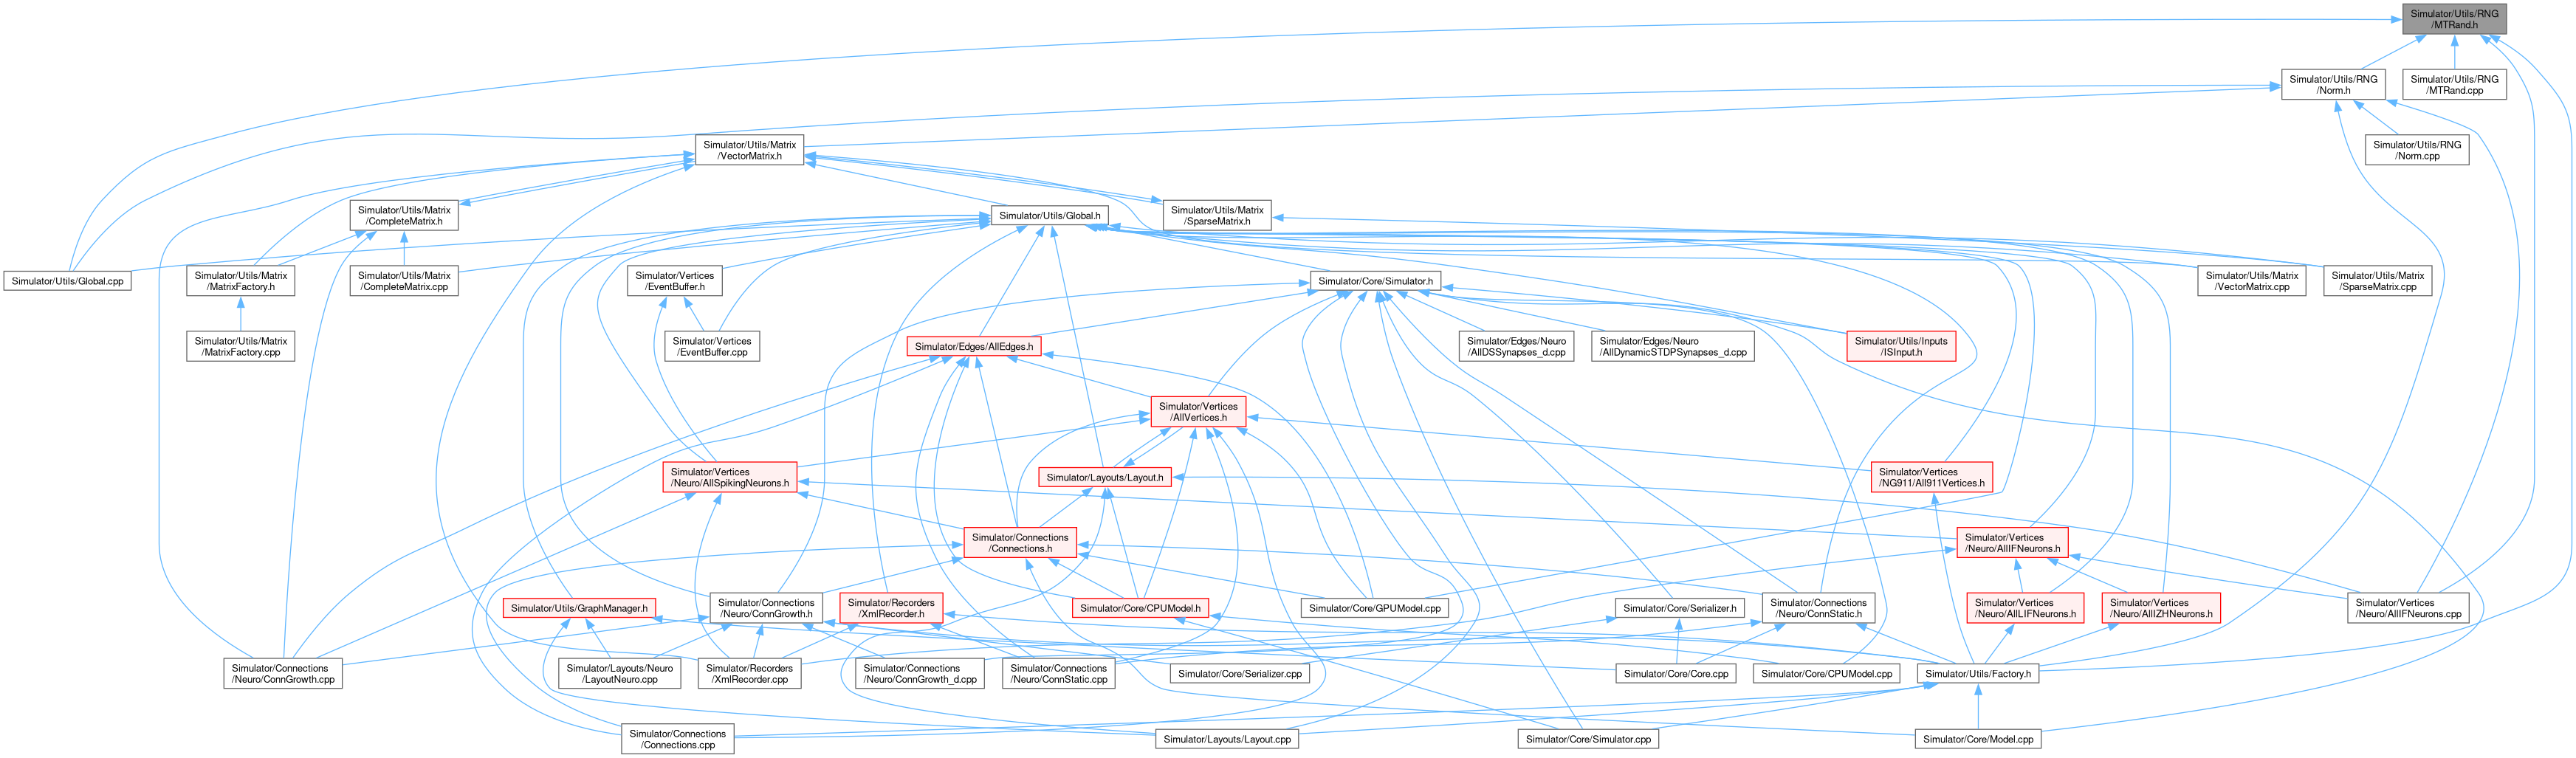 Simulator/Utils/RNG
/MTRand.h
Simulator/Utils/RNG
/Norm.h
Simulator/Utils/RNG
/MTRand.cpp
Simulator/Utils/Matrix
/VectorMatrix.h
Simulator/Utils/RNG
/Norm.cpp
Simulator/Utils/Matrix
/CompleteMatrix.h
Simulator/Utils/Global.h
Simulator/Utils/Matrix
/SparseMatrix.h
Simulator/Utils/Global.cpp
Simulator/Utils/Matrix
/MatrixFactory.h
Simulator/Utils/Matrix
/CompleteMatrix.cpp
Simulator/Vertices
/EventBuffer.h
Simulator/Core/Simulator.h
Simulator/Utils/Matrix
/VectorMatrix.cpp
Simulator/Utils/Matrix
/SparseMatrix.cpp
Simulator/Utils/Matrix
/MatrixFactory.cpp
Simulator/Vertices
/EventBuffer.cpp
Simulator/Edges/AllEdges.h
Simulator/Edges/Neuro
/AllDSSynapses_d.cpp
Simulator/Edges/Neuro
/AllDynamicSTDPSynapses_d.cpp
Simulator/Utils/Inputs
/ISInput.h
Simulator/Vertices
/AllVertices.h
Simulator/Vertices
/Neuro/AllSpikingNeurons.h
Simulator/Layouts/Layout.h
Simulator/Vertices
/NG911/All911Vertices.h
Simulator/Connections
/Connections.h
Simulator/Vertices
/Neuro/AllIFNeurons.h
Simulator/Utils/GraphManager.h
Simulator/Connections
/Neuro/ConnGrowth.h
Simulator/Recorders
/XmlRecorder.h
Simulator/Core/CPUModel.h
Simulator/Core/GPUModel.cpp
Simulator/Core/Serializer.h
Simulator/Connections
/Neuro/ConnStatic.h
Simulator/Vertices
/Neuro/AllLIFNeurons.h
Simulator/Vertices
/Neuro/AllIZHNeurons.h
Simulator/Vertices
/Neuro/AllIFNeurons.cpp
Simulator/Connections
/Neuro/ConnGrowth.cpp
Simulator/Layouts/Neuro
/LayoutNeuro.cpp
Simulator/Recorders
/XmlRecorder.cpp
Simulator/Connections
/Neuro/ConnGrowth_d.cpp
Simulator/Connections
/Neuro/ConnStatic.cpp
Simulator/Core/Serializer.cpp
Simulator/Core/Core.cpp
Simulator/Core/CPUModel.cpp
Simulator/Utils/Factory.h
Simulator/Connections
/Connections.cpp
Simulator/Layouts/Layout.cpp
Simulator/Core/Simulator.cpp
Simulator/Core/Model.cpp